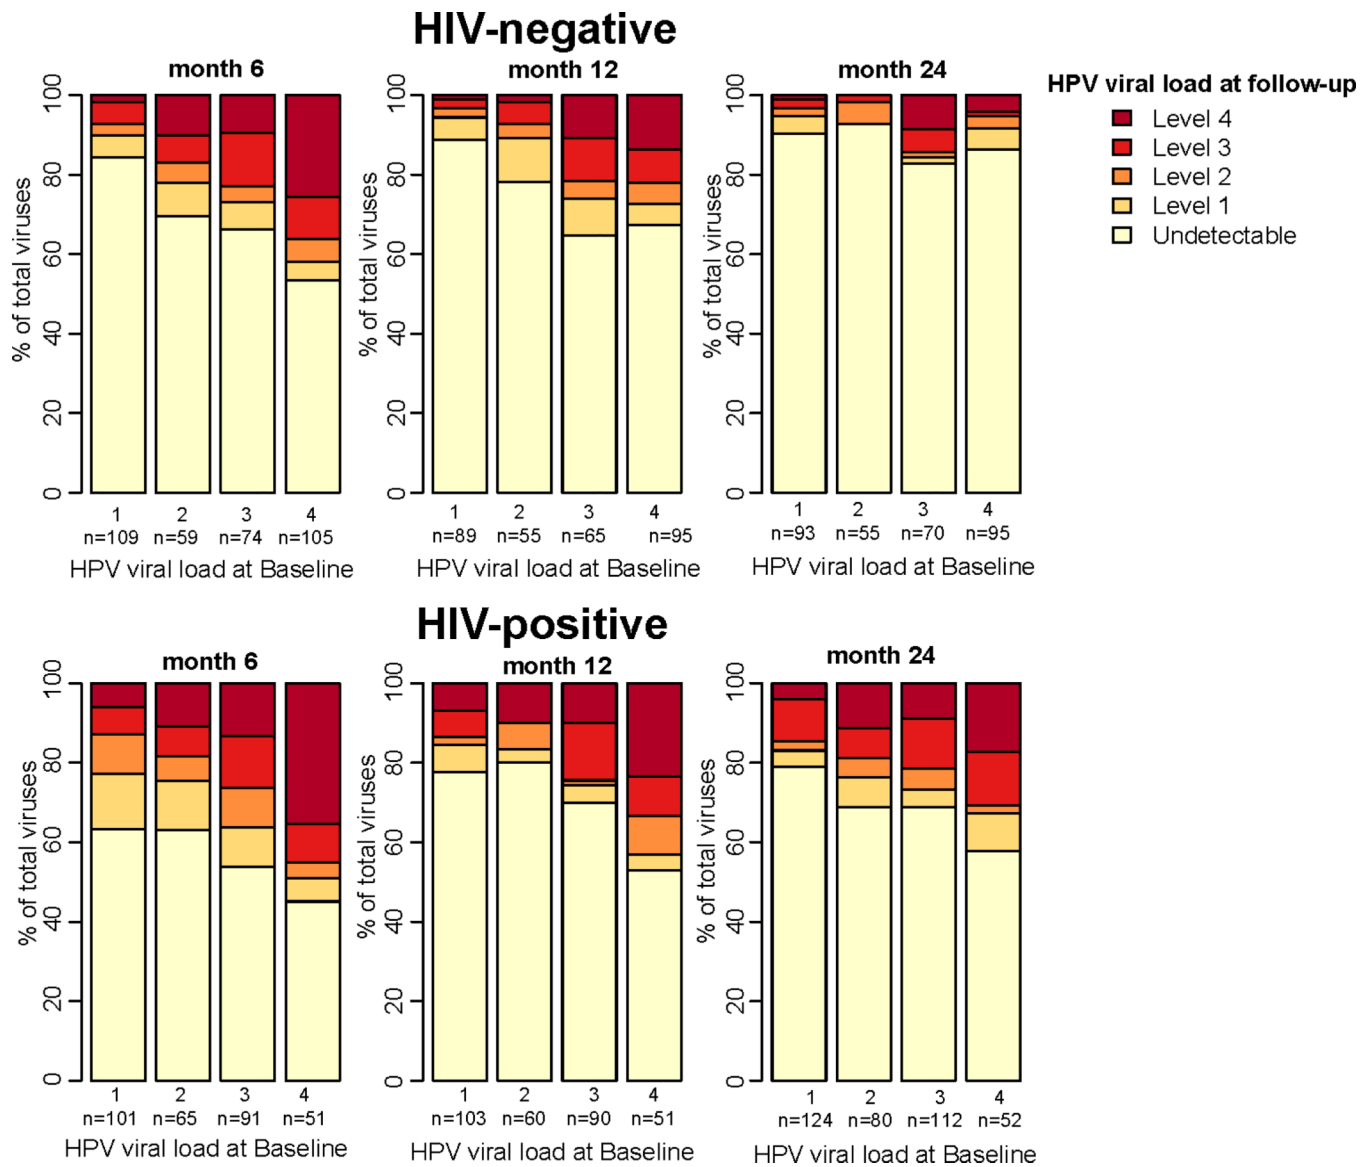 HIV-negative
month 6
month 12
month 24
HPV viral load at follow-up
Level 4
Level 3
Level 2
Level 1
Undetectable
% of total viruses
0 20 40 60 80 100
1 2 3 4
n=109 n=59 n=74 n=105
HPV viral load at Baseline
% of total viruses
0 20 40 60 80 100
1 2 3 4
n=89 n=55 n=65 n=95
HPV viral load at Baseline
% of total viruses
0 20 40 60 80 100
1 2 3 4
n=93 n=55 n=70 n=95
HPV viral load at Baseline
HIV-positive
month 6
month 12
month 24
% of total viruses
0 20 40 60 80 100
1 2 3 4
n=101 n=65 n=91 n=51
HPV viral load at Baseline
% of total viruses
0 20 40 60 80 100
1 2 3 4
n=103 n=60 n=90 n=51
HPV viral load at Baseline
% of total viruses
0 20 40 60 80 100
1 2 3 4
n=124 n=80 n=112 n=52
HPV viral load at Baseline